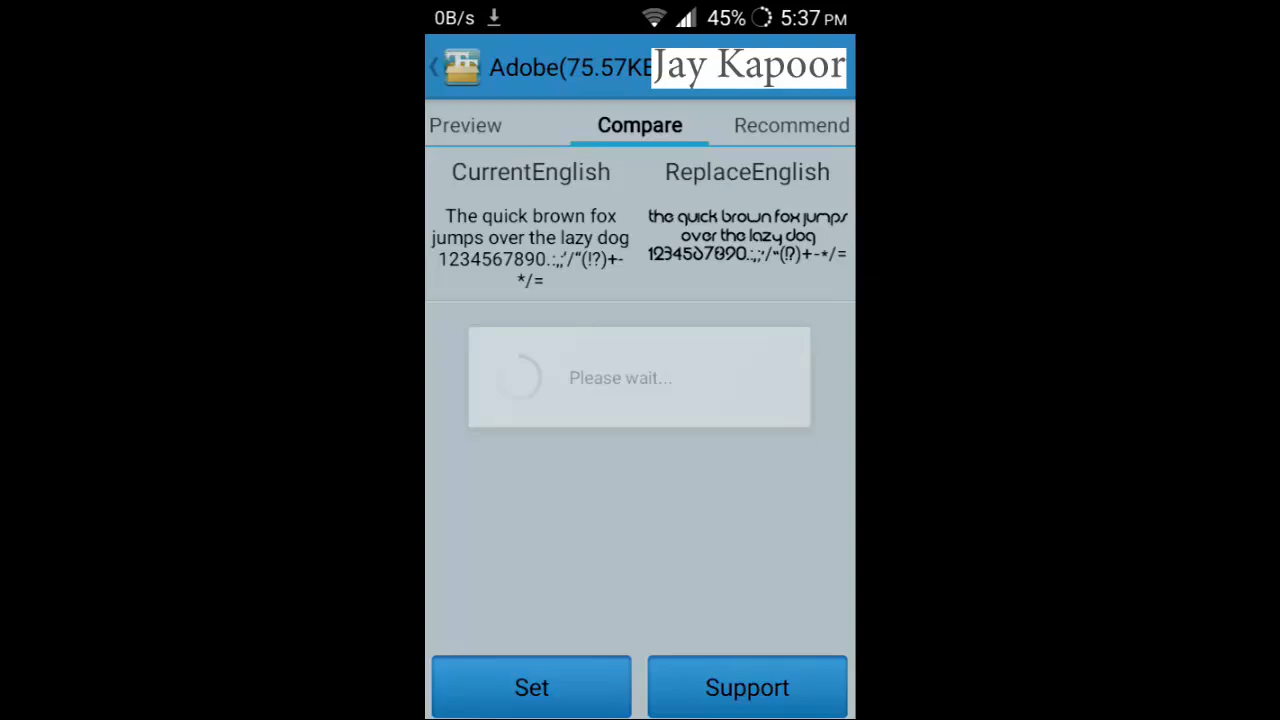 0B/s 45% 5:37 PM
Adobe(75.57KB Jay Kapoor
Preview Compare Recommend
CurrentEnglish ReplaceEnglish
The quick brown fox
jumps over the lazy dog
1234567890.:,;'/"(!?)+-
*/=
the quick brown fox jumps
over the lazy dog
1234567890.:,;'/"(!?)+-*/=
Please wait...
Set Support